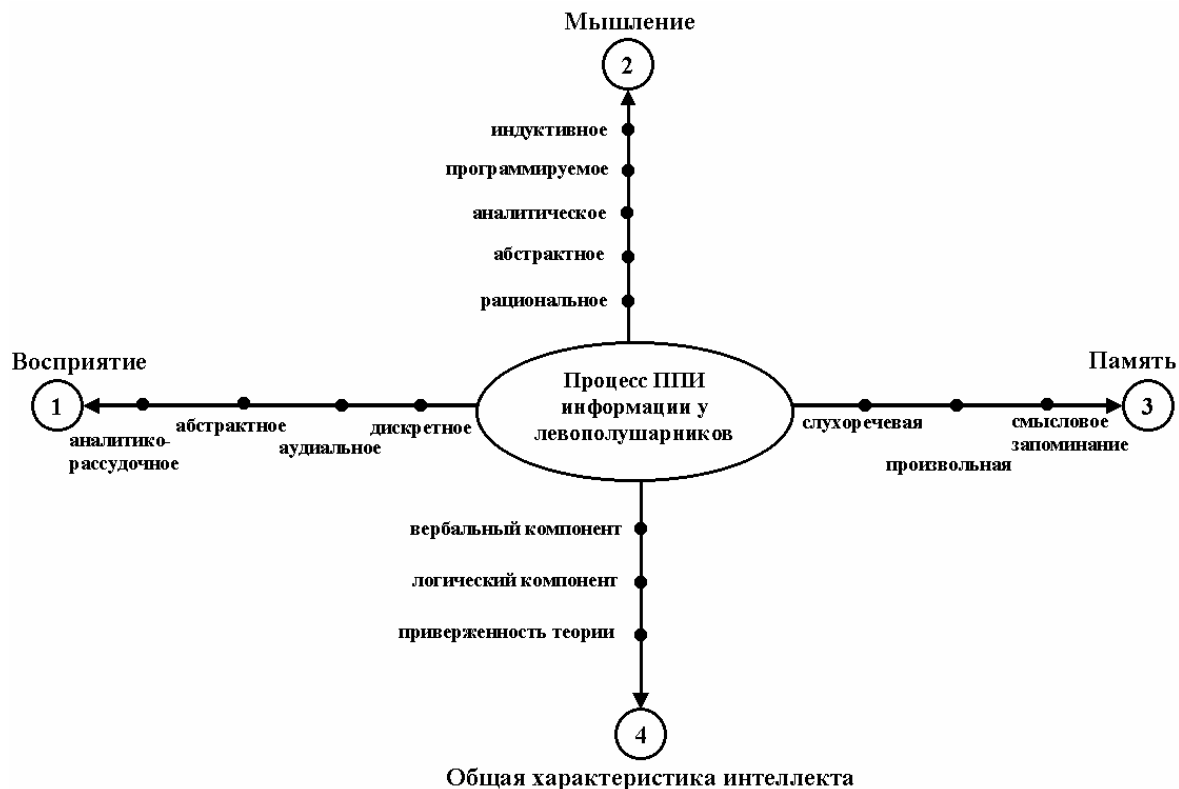 Мышление
2
индуктивное
программируемое
аналитическое
абстрактное
рациональное
Восприятие
1
аналитико-
рассудочное
абстрактное
аудиальное
дискретное
Процесс ППИ
информации у
левополушарников
Память
3
слухоречевая
произвольная
смысловое
запоминание
вербальный компонент
логический компонент
приверженность теории
4
Общая характеристика интеллекта